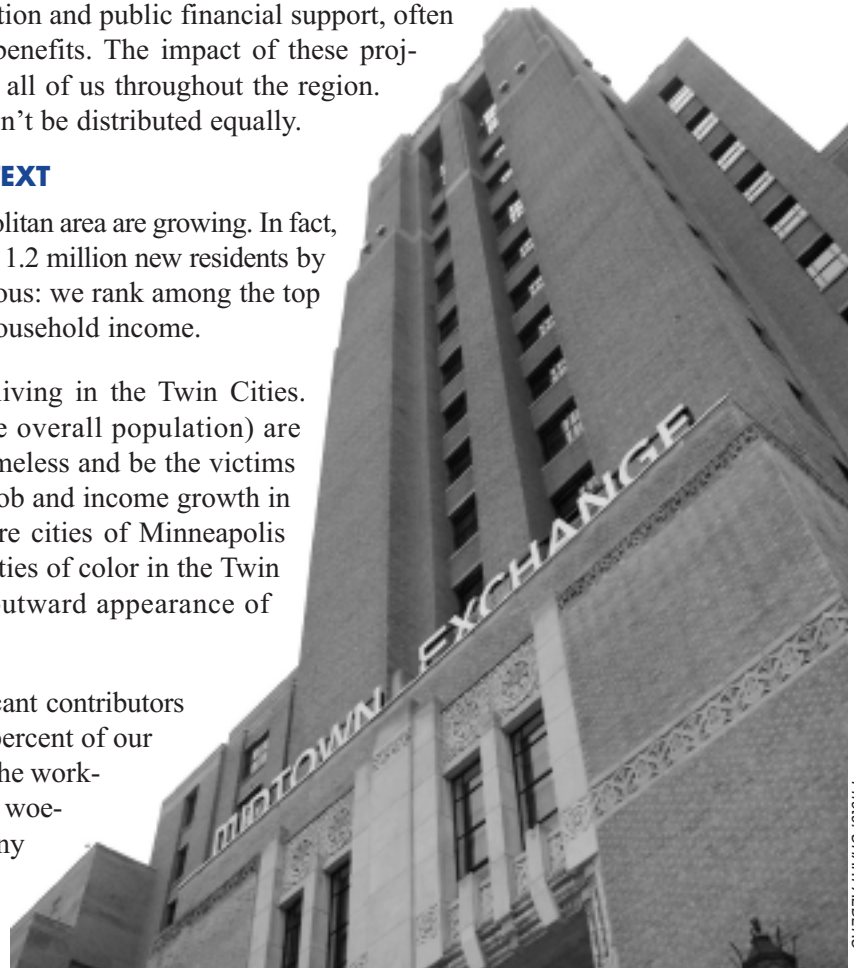 tion and public financial support, often
benefits. The impact of these proj-
all of us throughout the region.
n't be distributed equally.
EXT
olitan area are growing. In fact,
1.2 million new residents by
ous: we rank among the top
ousehold income.
living in the Twin Cities.
e overall population) are
meless and be the victims
ob and income growth in
re cities of Minneapolis
ties of color in the Twin
outward appearance of
cant contributors
percent of our
he work-
woe-
ny
MIDTOWN EXCHANGE